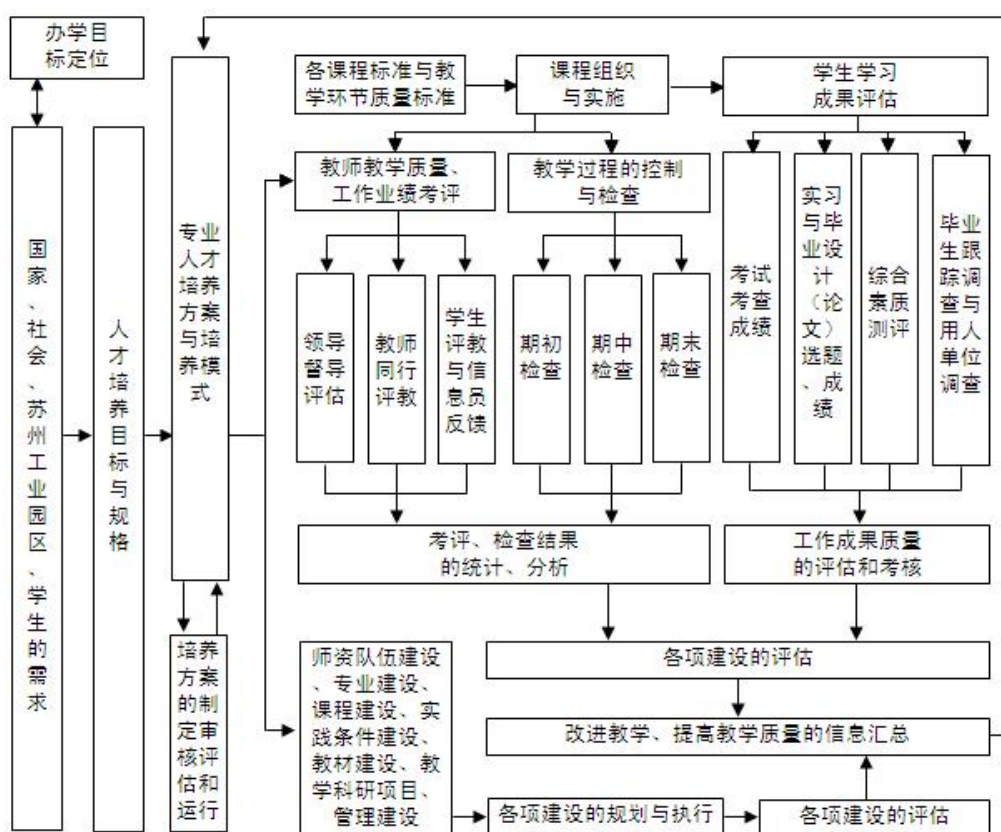 办学目
标定位
各课程标准与教
学环节质量标准
课程组织
与实施
学生学习
成果评估
教师教学质量、
工作业绩考评
教学过程的控制
与检查
国
家
、
社
会
、
苏
州
工
业
园
区
、
学
生
的
需
求
人
才
培
养
目
标
与
规
格
专业
人才
培养
方案
与培
养模
式
领导
督导
评估
教师
同行
评教
学生
评教
与信
息员
反馈
期初
检查
期中
检查
期末
检查
考试
考查
成绩
实习
与毕
业设
计
（论
文）
选题
、成
绩
综合
素质
测评
毕业
生跟
踪调
查与
用人
单位
调查
考评、检查结果
的统计、分析
工作成果质量
的评估和考核
培养
方案
的制
定审
核评
估和
运行
师资队伍建设
、专业建设、
课程建设、实
践条件建设、
教材建设、教
学科研项目、
管理建设
各项建设的评估
改进教学、提高教学质量的信息汇总
各项建设的规划与执行
各项建设的评估